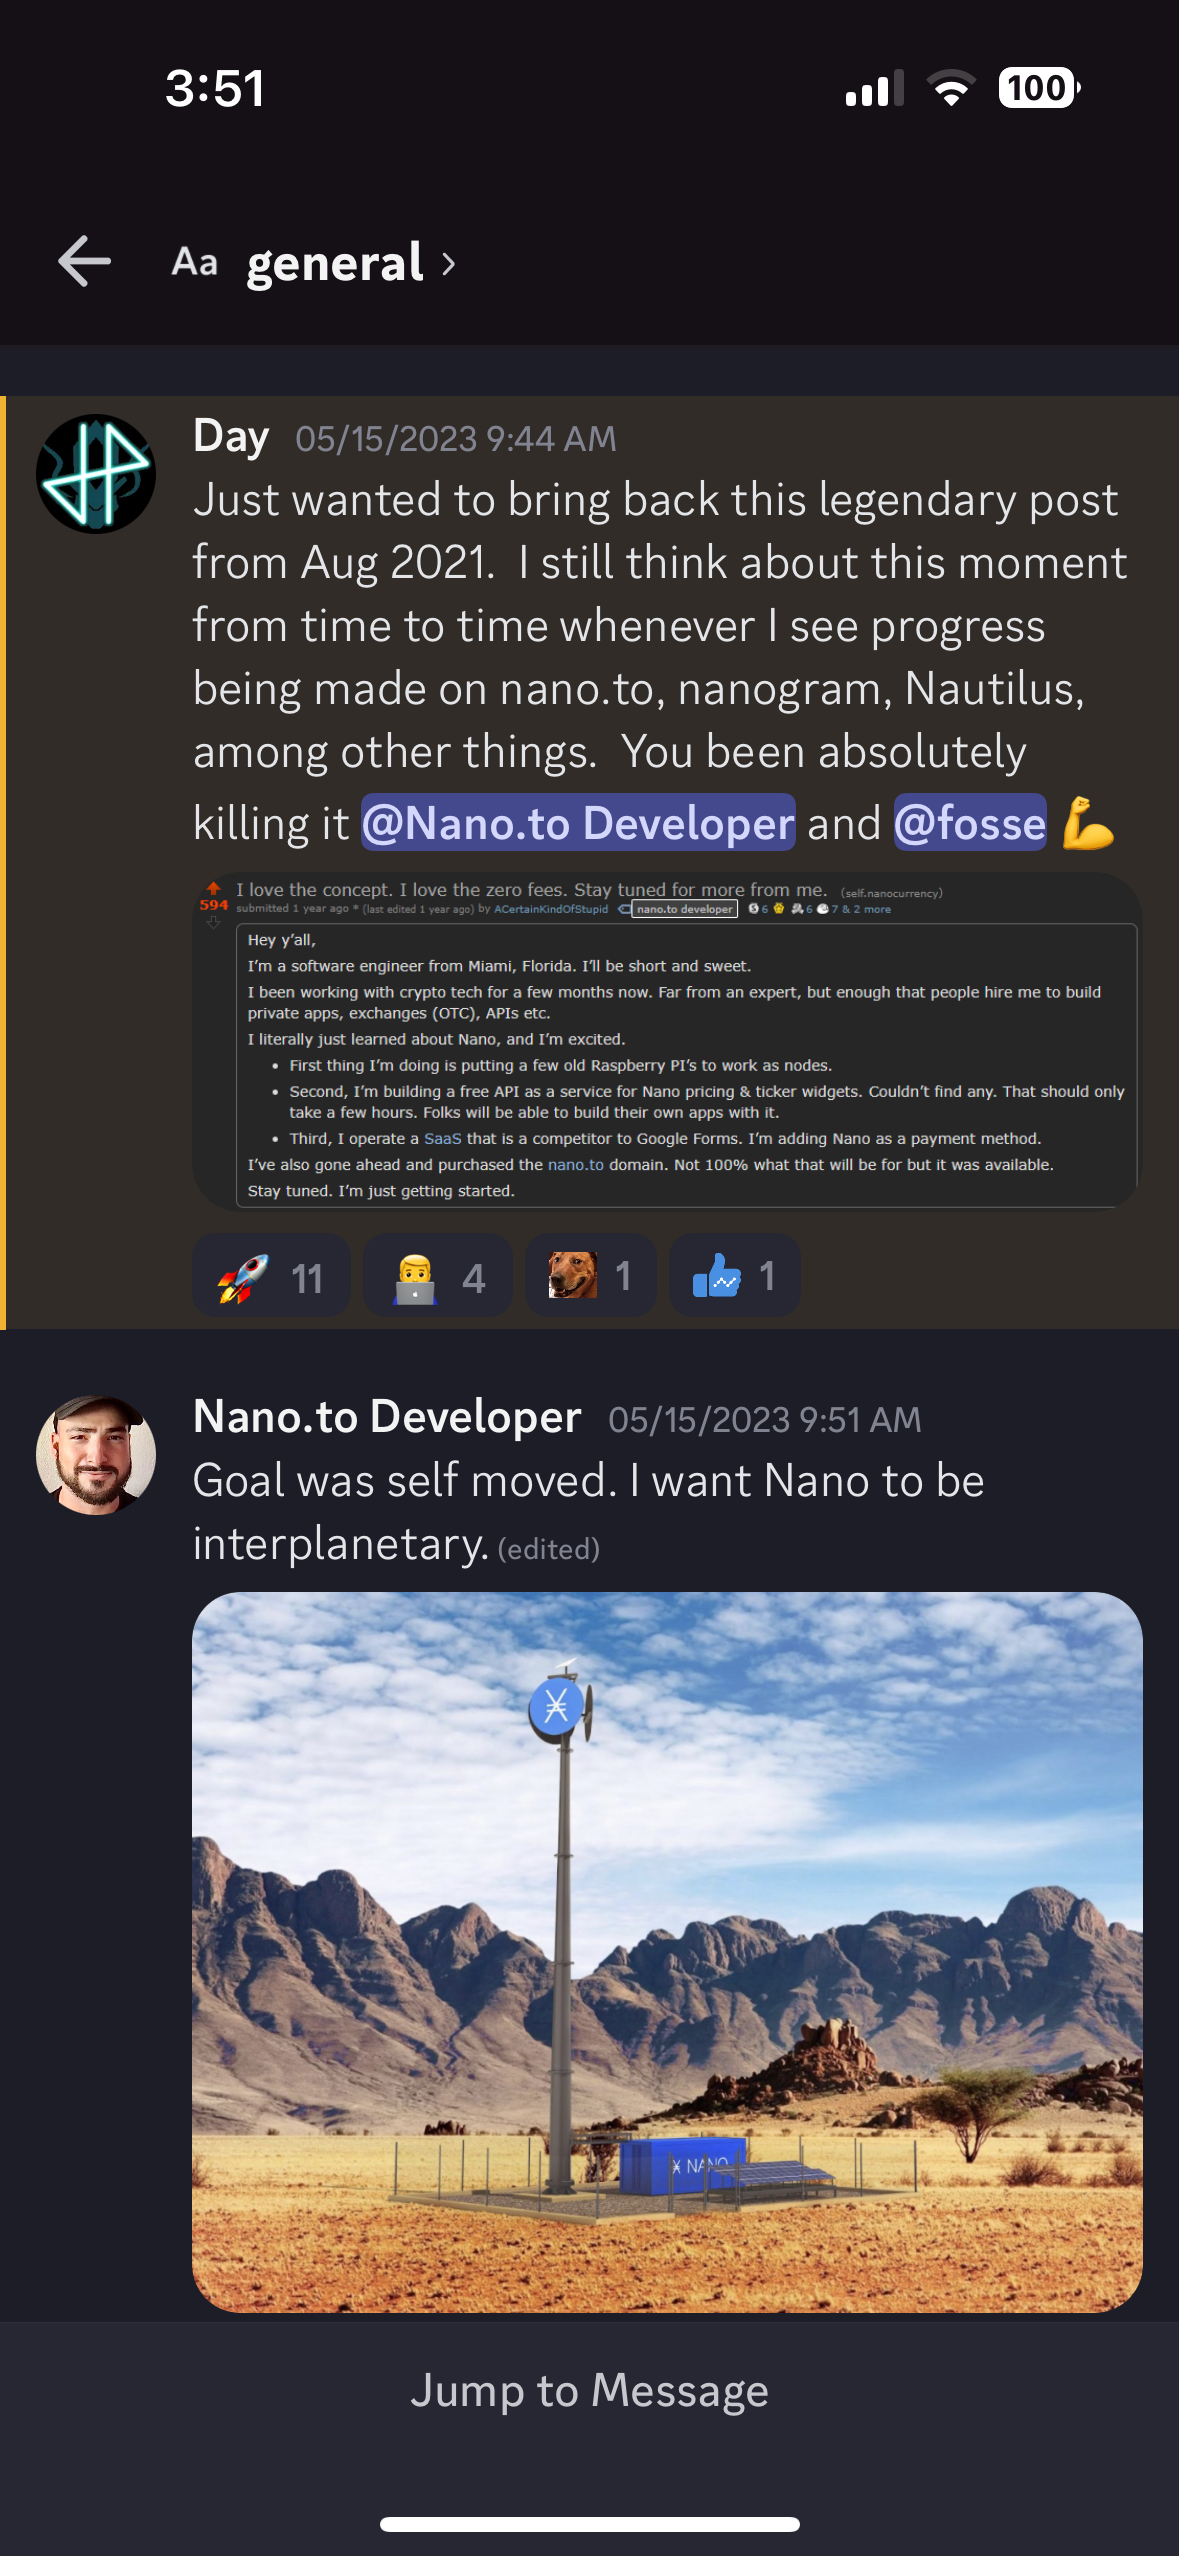 3:51
100
Aa general ›
Day 05/15/2023 9:44 AM
Just wanted to bring back this legendary post
from Aug 2021. I still think about this moment
from time to time whenever I see progress
being made on nano.to, nanogram, Nautilus,
among other things. You been absolutely
killing it @Nano.to Developer and @fosse 💪
I love the concept. I love the zero fees. Stay tuned for more from me. (self.nanocurrency)
594
submitted 1 year ago * (last edited 1 year ago) by ACertainKindOfStupid nano.to developer 6 6 7 & 2 more
Hey y'all,
I'm a software engineer from Miami, Florida. I'll be short and sweet.
I been working with crypto tech for a few months now. Far from an expert, but enough that people hire me to build
private apps, exchanges (OTC), APIs etc.
I literally just learned about Nano, and I'm excited.
• First thing I'm doing is putting a few old Raspberry PI's to work as nodes.
• Second, I'm building a free API as a service for Nano pricing & ticker widgets. Couldn't find any. That should only
take a few hours. Folks will be able to build their own apps with it.
• Third, I operate a SaaS that is a competitor to Google Forms. I'm adding Nano as a payment method.
I've also gone ahead and purchased the nano.to domain. Not 100% what that will be for but it was available.
Stay tuned. I'm just getting started.
🚀 11 👨‍💻 4 1 1
Nano.to Developer 05/15/2023 9:51 AM
Goal was self moved. I want Nano to be
interplanetary. (edited)
NANO
Jump to Message